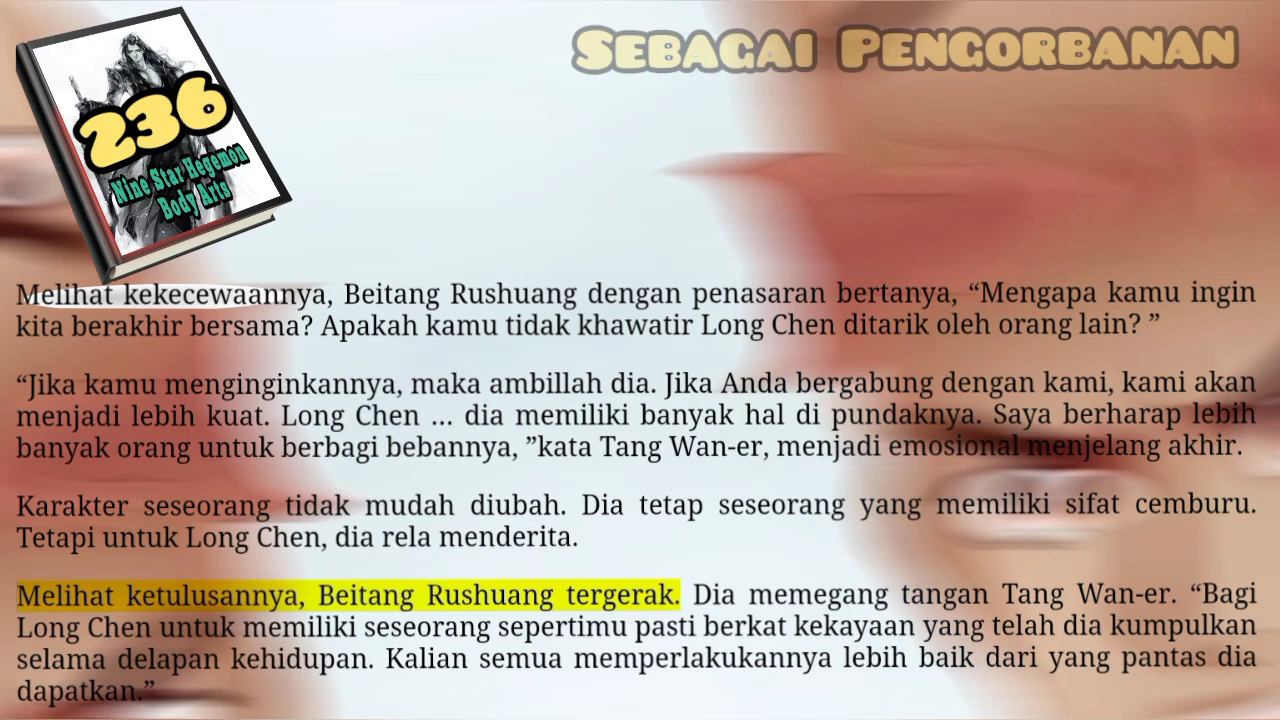 Sebagai Pengorbanan
236
Nine Star Hegemon
Body Arts
Melihat kekecewaannya, Beitang Rushuang dengan penasaran bertanya, “Mengapa kamu ingin
kita berakhir bersama? Apakah kamu tidak khawatir Long Chen ditarik oleh orang lain? ”
“Jika kamu menginginkannya, maka ambillah dia. Jika Anda bergabung dengan kami, kami akan
menjadi lebih kuat. Long Chen … dia memiliki banyak hal di pundaknya. Saya berharap lebih
banyak orang untuk berbagi bebannya, ”kata Tang Wan-er, menjadi emosional menjelang akhir.
Karakter seseorang tidak mudah diubah. Dia tetap seseorang yang memiliki sifat cemburu.
Tetapi untuk Long Chen, dia rela menderita.
Melihat ketulusannya, Beitang Rushuang tergerak. Dia memegang tangan Tang Wan-er. “Bagi
Long Chen untuk memiliki seseorang sepertimu pasti berkat kekayaan yang telah dia kumpulkan
selama delapan kehidupan. Kalian semua memperlakukannya lebih baik dari yang pantas dia
dapatkan.”